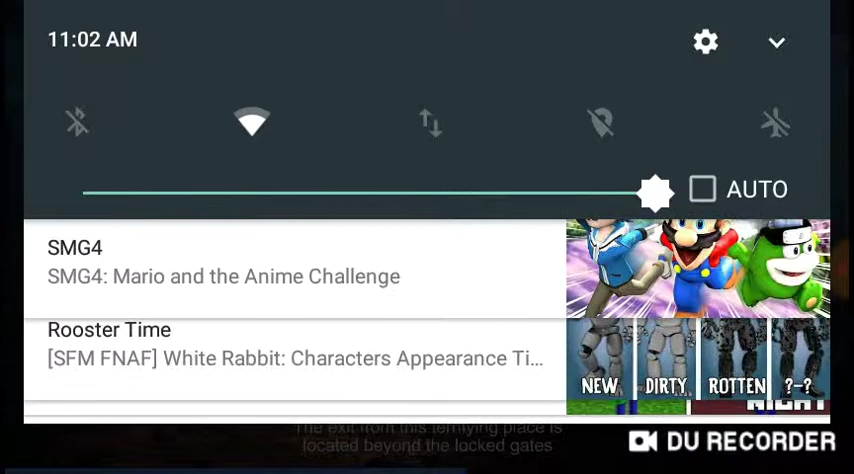 11:02 AM
AUTO
SMG4
SMG4: Mario and the Anime Challenge
Rooster Time
[SFM FNAF] White Rabbit: Characters Appearance Ti...
NEW DIRTY ROTTEN ?-?
NIGHT
The exit from this terrifying place is
located beyond the locked gates
DU RECORDER